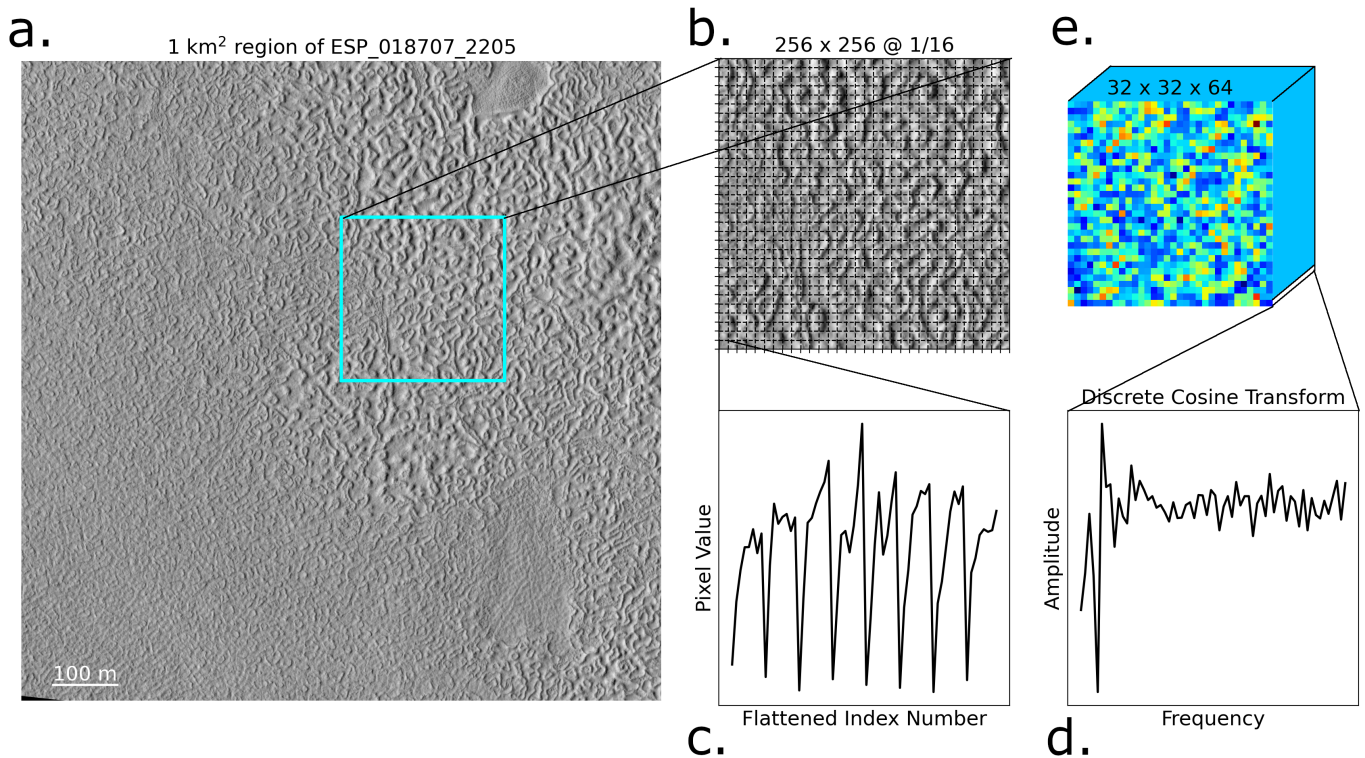 a.
1 km² region of ESP_018707_2205
100 m
b.
256 x 256 @ 1/16
e.
32 x 32 x 64
Pixel Value
Flattened Index Number
c.
Discrete Cosine Transform
Amplitude
Frequency
d.